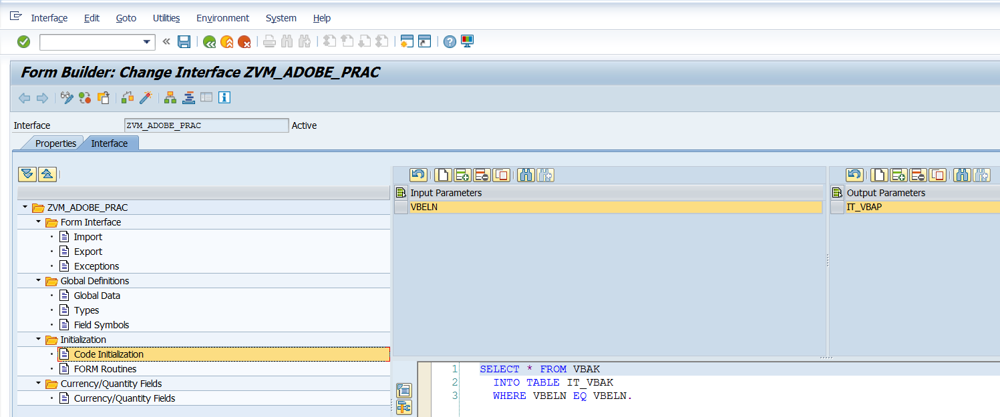 Interface Edit Goto Utilities Environment System Help
Form Builder: Change Interface ZVM_ADOBE_PRAC
Interface ZVM_ADOBE_PRAC Active
Properties Interface
Input Parameters
VBELN
Output Parameters
IT_VBAP
ZVM_ADOBE_PRAC
Form Interface
Import
Export
Exceptions
Global Definitions
Global Data
Types
Field Symbols
Initialization
Code Initialization
FORM Routines
Currency/Quantity Fields
Currency/Quantity Fields
1 SELECT * FROM VBAK
2 INTO TABLE IT_VBAK
3 WHERE VBELN EQ VBELN.